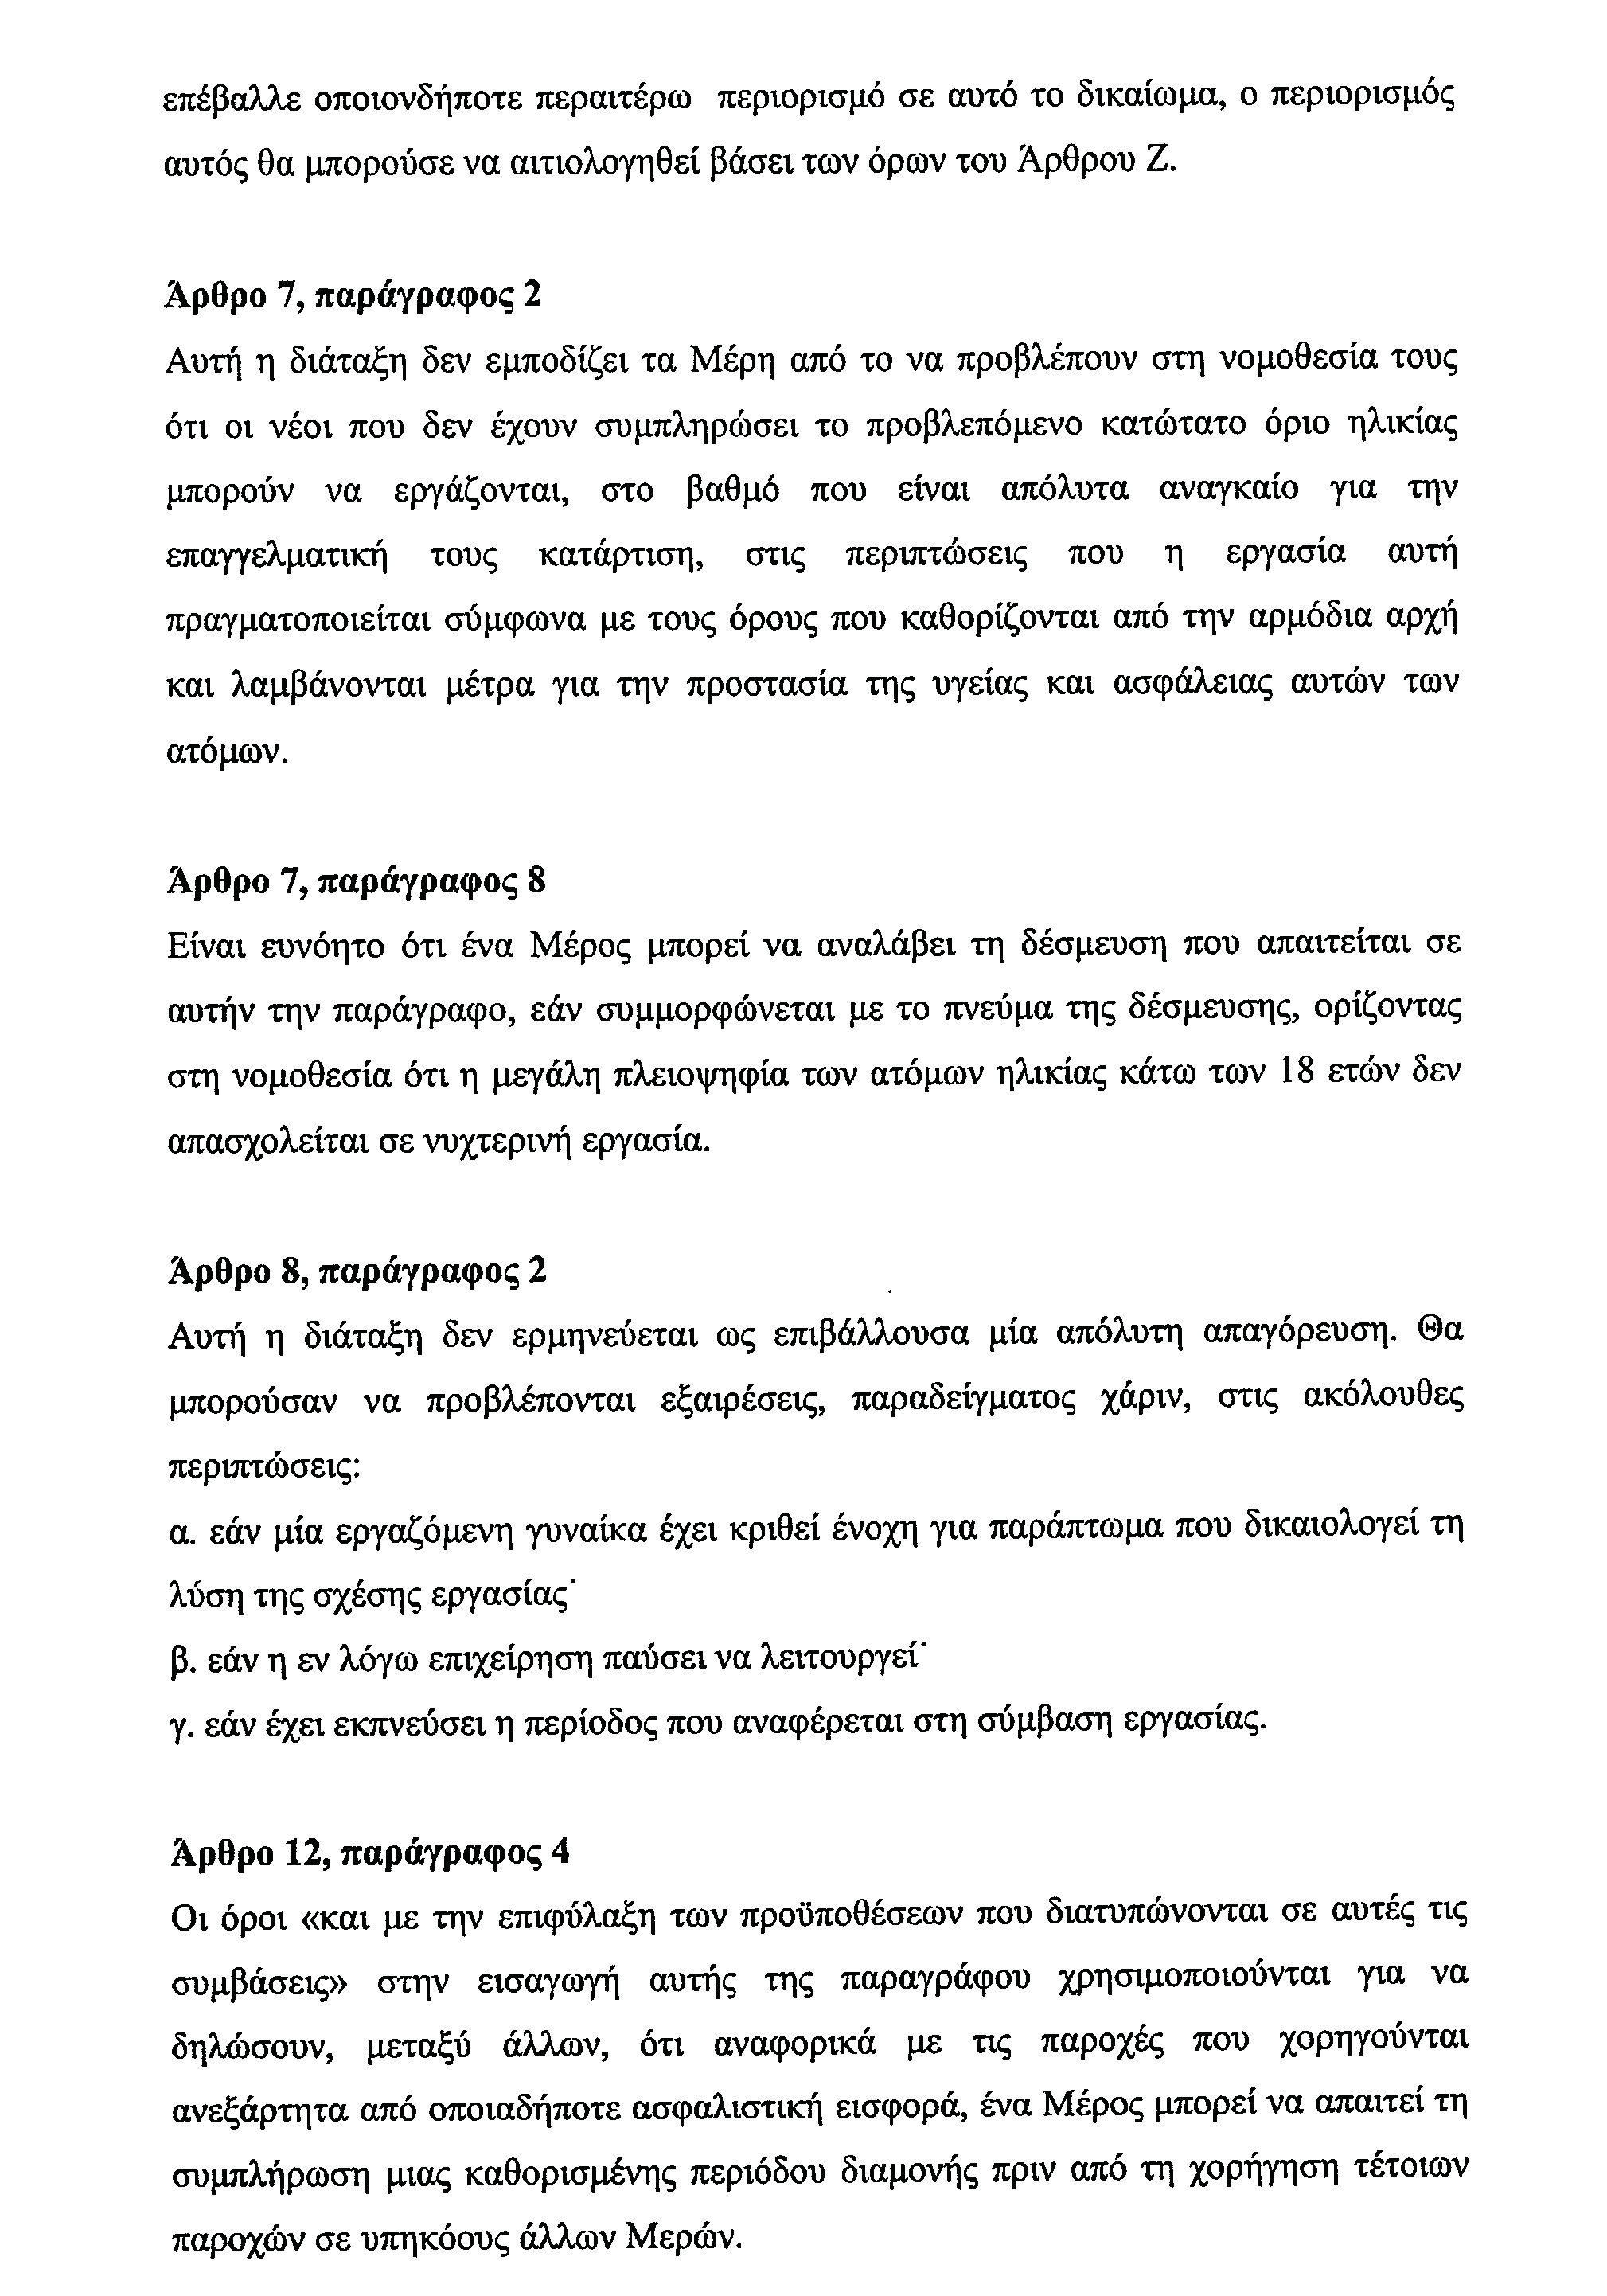 επέβαλλε οποιονδήποτε περαιτέρω περιορισμό σε αυτό το δικαίωμα, ο περιορισμός
αυτός θα μπορούσε να αιτιολογηθεί βάσει των όρων του Άρθρου Ζ.
Άρθρο 7, παράγραφος 2
Αυτή η διάταξη δεν εμποδίζει τα Μέρη από το να προβλέπουν στη νομοθεσία τους
ότι οι νέοι που δεν έχουν συμπληρώσει το προβλεπόμενο κατώτατο όριο ηλικίας
μπορούν να εργάζονται, στο βαθμό που είναι απόλυτα αναγκαίο για την
επαγγελματική τους κατάρτιση, στις περιπτώσεις που η εργασία αυτή
πραγματοποιείται σύμφωνα με τους όρους που καθορίζονται από την αρμόδια αρχή
και λαμβάνονται μέτρα για την προστασία της υγείας και ασφάλειας αυτών των
ατόμων.
Άρθρο 7, παράγραφος 8
Είναι ευνόητο ότι ένα Μέρος μπορεί να αναλάβει τη δέσμευση που απαιτείται σε
αυτήν την παράγραφο, εάν συμμορφώνεται με το πνεύμα της δέσμευσης, ορίζοντας
στη νομοθεσία ότι η μεγάλη πλειοψηφία των ατόμων ηλικίας κάτω των 18 ετών δεν
απασχολείται σε νυχτερινή εργασία.
Άρθρο 8, παράγραφος 2
Αυτή η διάταξη δεν ερμηνεύεται ως επιβάλλουσα μία απόλυτη απαγόρευση. Θα
μπορούσαν να προβλέπονται εξαιρέσεις, παραδείγματος χάριν, στις ακόλουθες
περιπτώσεις:
α. εάν μία εργαζόμενη γυναίκα έχει κριθεί ένοχη για παράπτωμα που δικαιολογεί τη
λύση της σχέσης εργασίας˙
β. εάν η εν λόγω επιχείρηση παύσει να λειτουργεί˙
γ. εάν έχει εκπνεύσει η περίοδος που αναφέρεται στη σύμβαση εργασίας.
Άρθρο 12, παράγραφος 4
Οι όροι «και με την επιφύλαξη των προϋποθέσεων που διατυπώνονται σε αυτές τις
συμβάσεις» στην εισαγωγή αυτής της παραγράφου χρησιμοποιούνται για να
δηλώσουν, μεταξύ άλλων, ότι αναφορικά με τις παροχές που χορηγούνται
ανεξάρτητα από οποιαδήποτε ασφαλιστική εισφορά, ένα Μέρος μπορεί να απαιτεί τη
συμπλήρωση μιας καθορισμένης περιόδου διαμονής πριν από τη χορήγηση τέτοιων
παροχών σε υπηκόους άλλων Μερών.